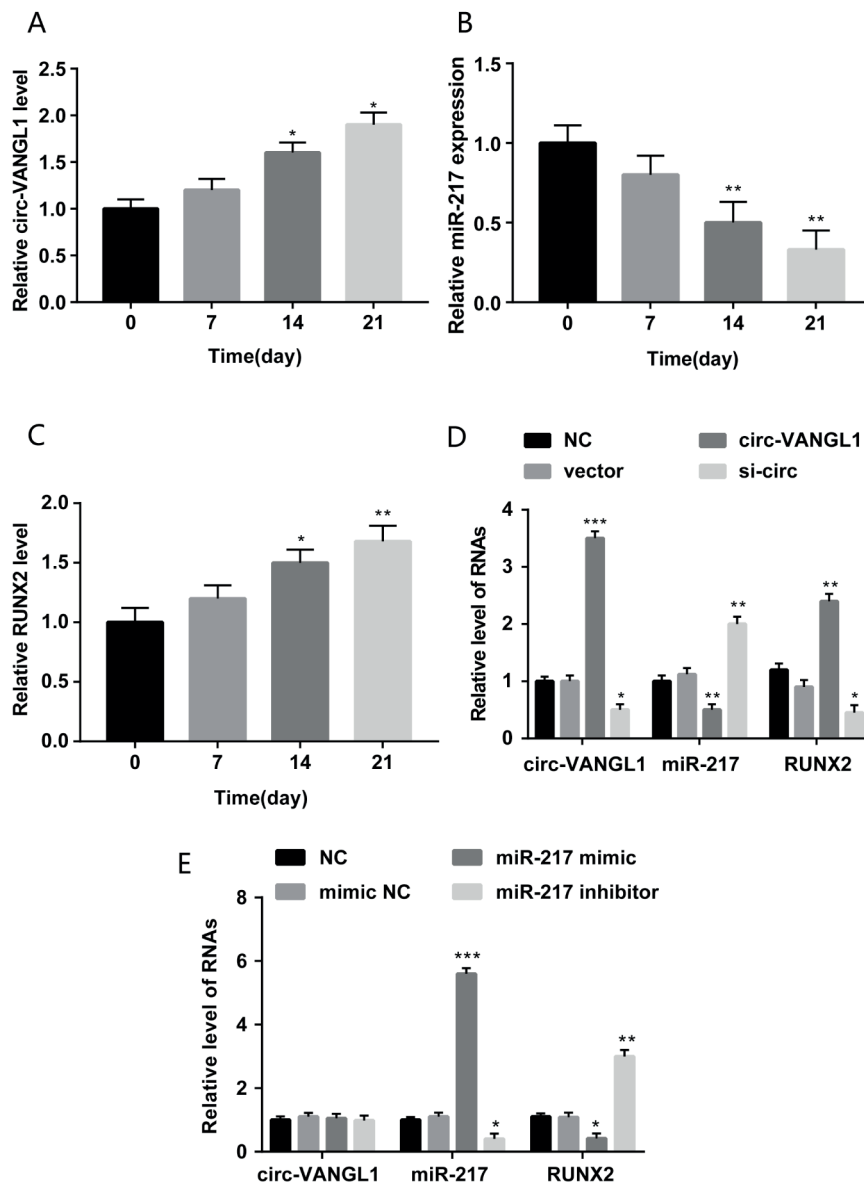 A
Relative circ-VANGL1 level
2.5
2.0
1.5
1.0
0.5
0.0
*
*
0 7 14 21
Time(day)
B
Relative miR-217 expression
1.5
1.0
0.5
0.0
**
**
0 7 14 21
Time(day)
C
Relative RUNX2 level
2.0
1.5
1.0
0.5
0.0
*
**
0 7 14 21
Time(day)
D
NC circ-VANGL1
vector si-circ
Relative level of RNAs
4
3
2
1
0
***
*
**
**
**
*
circ-VANGL1 miR-217 RUNX2
E
NC miR-217 mimic
mimic NC miR-217 inhibitor
Relative level of RNAs
8
6
4
2
0
***
*
*
**
circ-VANGL1 miR-217 RUNX2